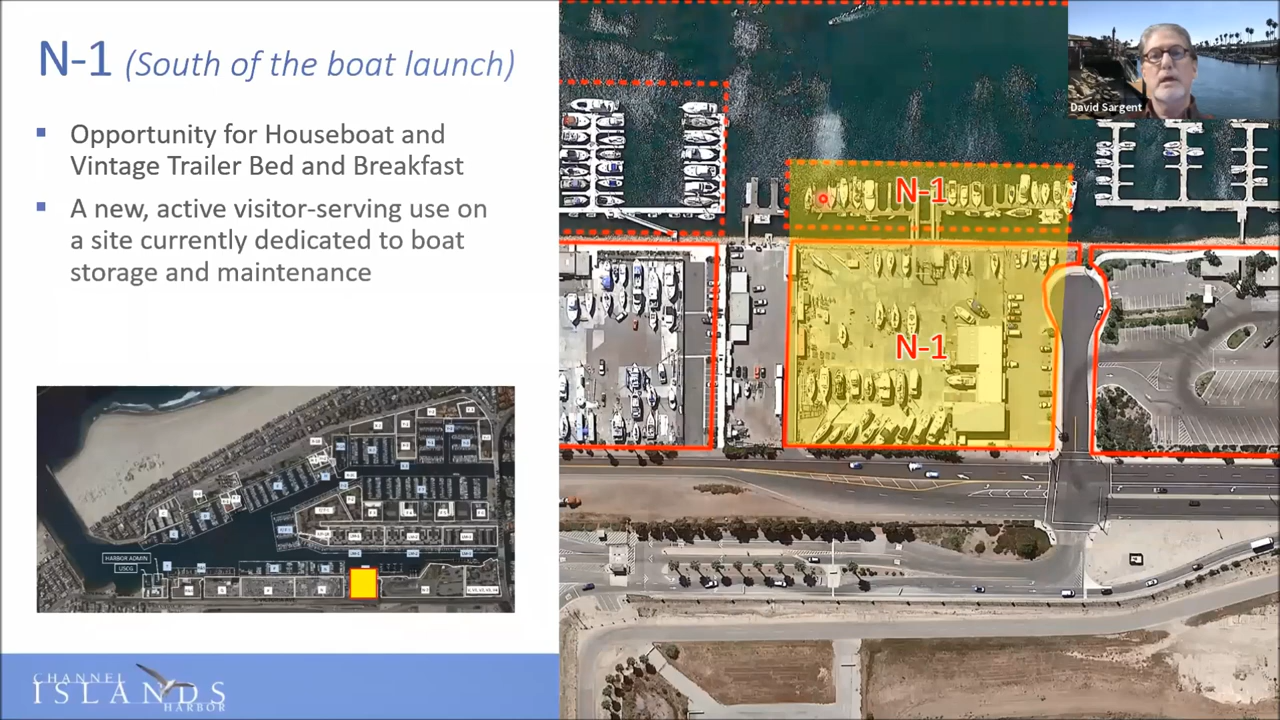 N-1 (South of the boat launch)
▪ Opportunity for Houseboat and
Vintage Trailer Bed and Breakfast
▪ A new, active visitor-serving use on
a site currently dedicated to boat
storage and maintenance
HARBOR ADMIN
USCG
CHANNEL
ISLANDS
HARBOR
N-1
N-1
David Sargent